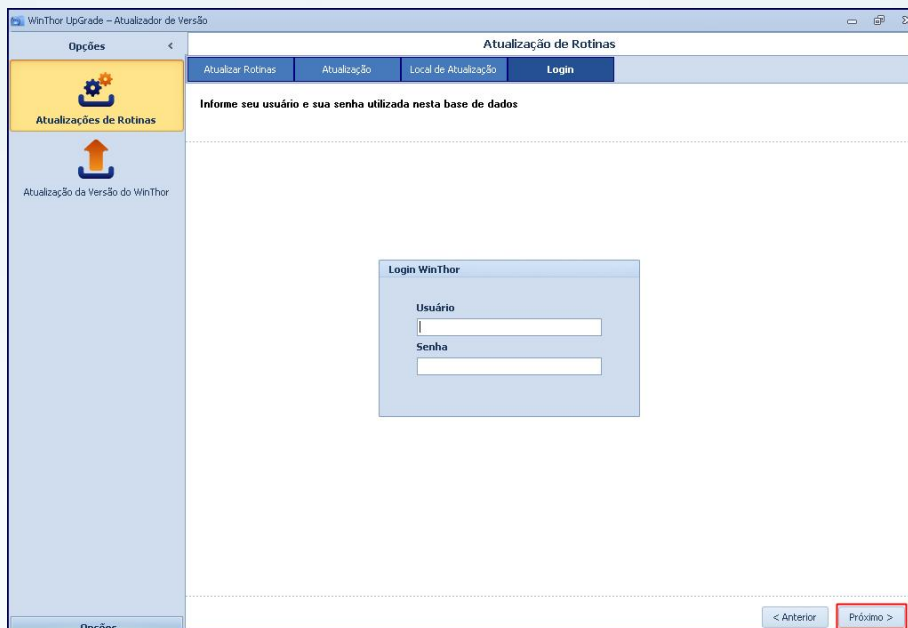 WinThor UpGrade – Atualizador de Versão
Opções <
Atualização de Rotinas
Atualizar Rotinas Atualização Local de Atualização Login
Informe seu usuário e sua senha utilizada nesta base de dados
Atualizações de Rotinas
Atualização da Versão do WinThor
Login WinThor
Usuário
Senha
< Anterior Próximo >
Opções